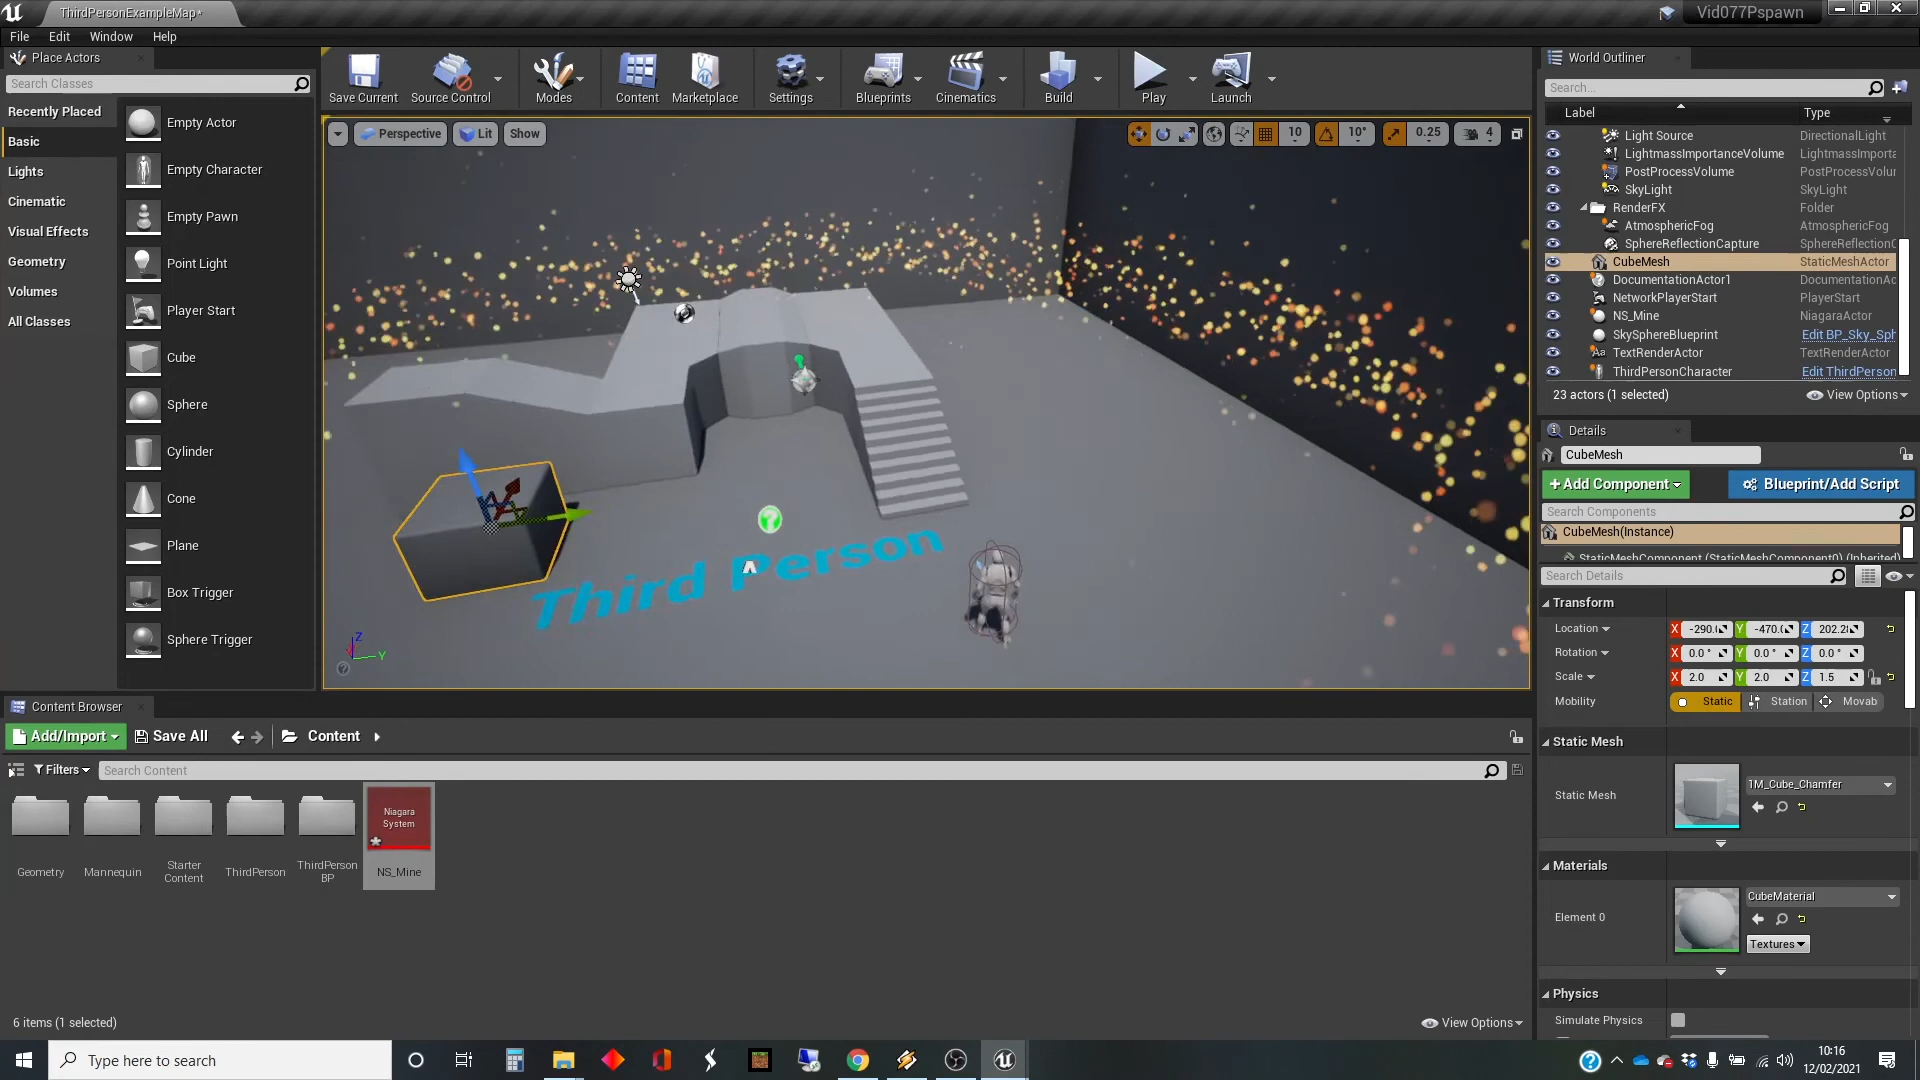 ThirdPersonExampleMap*
Vid077Pspawn
File Edit Window Help
Place Actors
Search Classes
Recently Placed
Basic
Lights
Cinematic
Visual Effects
Geometry
Volumes
All Classes
Empty Actor
Empty Character
Empty Pawn
Point Light
Player Start
Cube
Sphere
Cylinder
Cone
Plane
Box Trigger
Sphere Trigger
Save Current
Source Control
Modes
Content
Marketplace
Settings
Blueprints
Cinematics
Build
Play
Launch
Perspective
Lit
Show
10
10°
0.25
4
Third Person
Z
Y
World Outliner
Search...
Label Type
Light Source DirectionalLight
LightmassImportanceVolume LightmassImporta
PostProcessVolume PostProcessVolur
SkyLight SkyLight
RenderFX Folder
AtmosphericFog AtmosphericFog
SphereReflectionCapture SphereReflectionC
CubeMesh StaticMeshActor
DocumentationActor1 DocumentationAc
NetworkPlayerStart PlayerStart
NS_Mine NiagaraActor
SkySphereBlueprint Edit BP_Sky_Sph
TextRenderActor TextRenderActor
ThirdPersonCharacter Edit ThirdPerson
23 actors (1 selected)
View Options
Details
CubeMesh
+Add Component
Blueprint/Add Script
Search Components
CubeMesh(Instance)
StaticMeshComponent (StaticMeshComponent0) (Inherited)
Search Details
Transform
Location X -290.( Y -470.( Z 202.2
Rotation X 0.0 ° Y 0.0 ° Z 0.0 °
Scale X 2.0 Y 2.0 Z 1.5
Mobility Static Station Movab
Static Mesh
Static Mesh
1M_Cube_Chamfer
Materials
Element 0
CubeMaterial
Textures
Physics
Simulate Physics
Content Browser
Add/Import
Save All
Content
Filters
Search Content
Geometry
Mannequin
Starter
Content
ThirdPerson
ThirdPerson
BP
Niagara
System
NS_Mine
6 items (1 selected)
View Options
Type here to search
10:16
12/02/2021